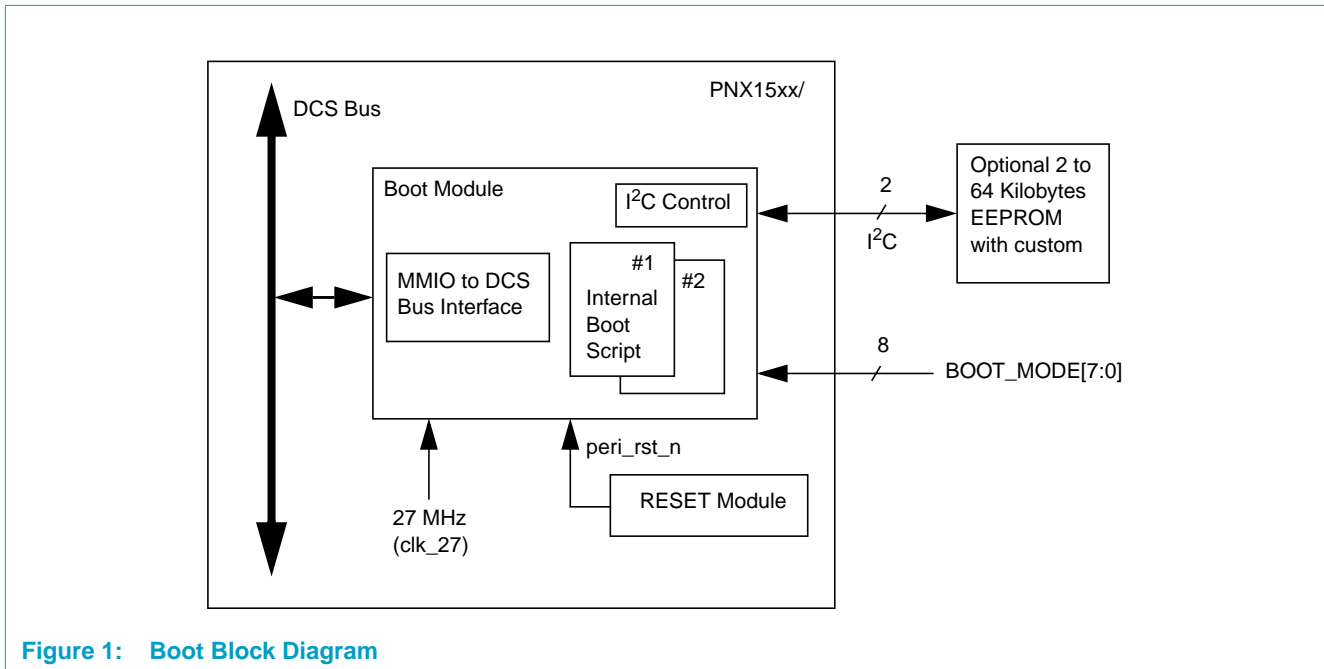 PNX15xx/
DCS Bus
Boot Module
I²C Control
MMIO to DCS
Bus Interface
#1
#2
Internal
Boot
Script
2
I²C
Optional 2 to
64 Kilobytes
EEPROM
with custom
8
BOOT_MODE[7:0]
peri_rst_n
RESET Module
27 MHz
(clk_27)
Figure 1: Boot Block Diagram